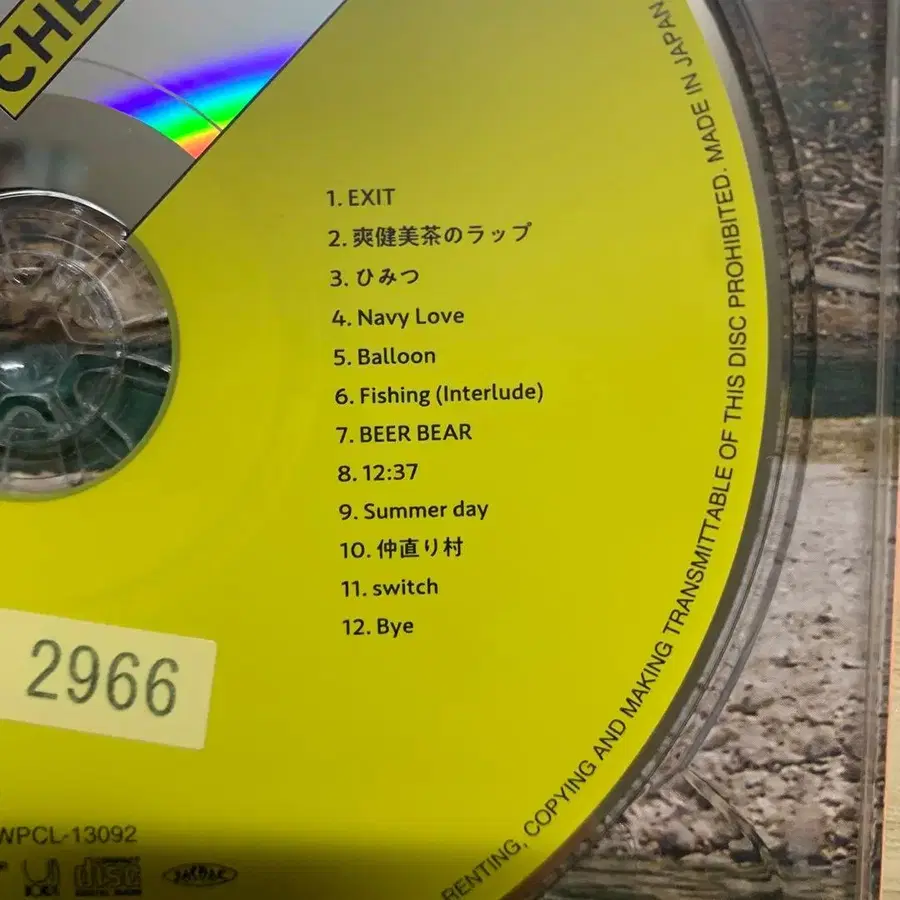 CHE
1. EXIT
2. 爽健美茶のラップ
3. ひみつ
4. Navy Love
5. Balloon
6. Fishing (Interlude)
7. BEER BEAR
8. 12:37
9. Summer day
10. 仲直り村
11. switch
12. Bye
2966
WPCL-13092
disc
JASRAC
RENTING, COPYING AND MAKING TRANSMITTABLE OF THIS DISC PROHIBITED. MADE IN JAPAN